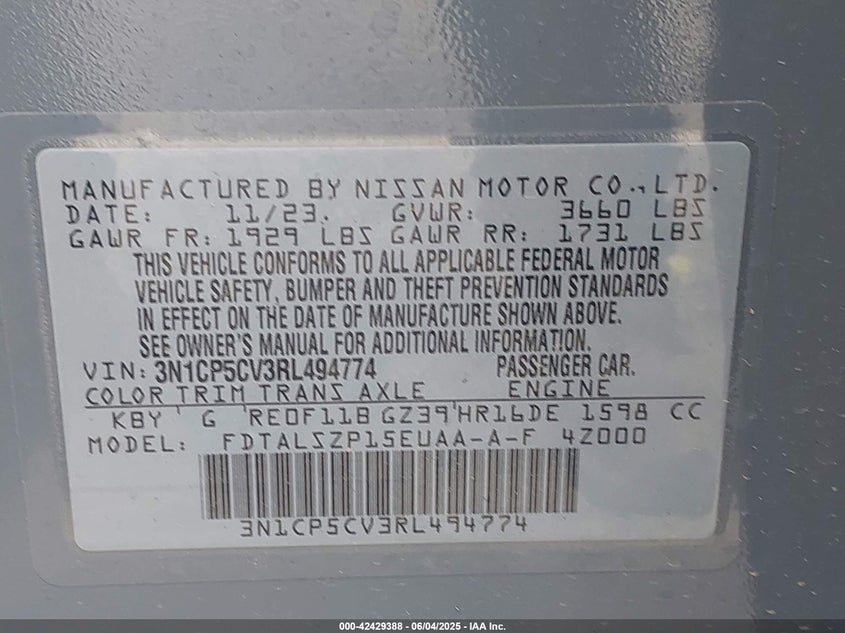 MANUFACTURED BY NISSAN MOTOR CO., LTD.
DATE: 11/23. GVWR: 3660 LBS
GAWR FR: 1929 LBS GAWR RR: 1731 LBS
THIS VEHICLE CONFORMS TO ALL APPLICABLE FEDERAL MOTOR
VEHICLE SAFETY, BUMPER AND THEFT PREVENTION STANDARDS
IN EFFECT ON THE DATE OF MANUFACTURE SHOWN ABOVE.
SEE OWNER'S MANUAL FOR ADDITIONAL INFORMATION.
VIN: 3N1CP5CV3RL494774 PASSENGER CAR.
COLOR TRIM TRANS AXLE ENGINE
KBY G RE0F11B GZ39 HR16DE 1598 CC
MODEL: FDTALSZP15EUAA-A-F 4Z000
3N1CP5CV3RL494774
000-42429388 - 06/04/2025 - IAA Inc.